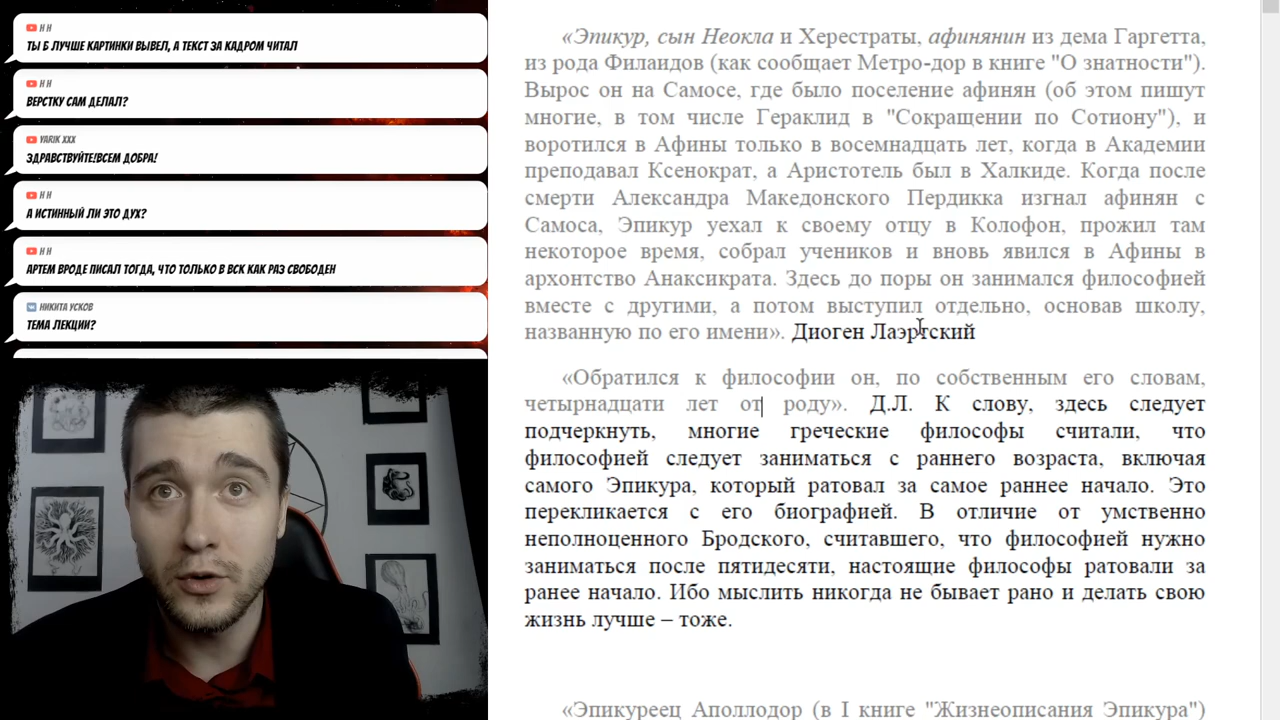 Н Н
ТЫ Б ЛУЧШЕ КАРТИНКИ ВЫВЕЛ, А ТЕКСТ ЗА КАДРОМ ЧИТАЛ
Н Н
ВЕРСТКУ САМ ДЕЛАЛ?
YARIK XXX
ЗДРАВСТВУЙТЕ!ВСЕМ ДОБРА!
Н Н
А ИСТИННЫЙ ЛИ ЭТО ДУХ?
Н Н
АРТЕМ ВРОДЕ ПИСАЛ ТОГДА, ЧТО ТОЛЬКО В ВСК КАК РАЗ СВОБОДЕН
НИКИТА УСКОВ
ТЕМА ЛЕКЦИИ?
«Эпикур, сын Неокла и Херестраты, афинянин из дема Гаргетта,
из рода Филаидов (как сообщает Метро-дор в книге "О знатности").
Вырос он на Самосе, где было поселение афинян (об этом пишут
многие, в том числе Гераклид в "Сокращении по Сотиону"), и
воротился в Афины только в восемнадцать лет, когда в Академии
преподавал Ксенократ, а Аристотель был в Халкиде. Когда после
смерти Александра Македонского Пердикка изгнал афинян с
Самоса, Эпикур уехал к своему отцу в Колофон, прожил там
некоторое время, собрал учеников и вновь явился в Афины в
архонтство Анаксикрата. Здесь до поры он занимался философией
вместе с другими, а потом выступил отдельно, основав школу,
названную по его имени». Диоген Лаэртский
«Обратился к философии он, по собственным его словам,
четырнадцати лет от роду». Д.Л. К слову, здесь следует
подчеркнуть, многие греческие философы считали, что
философией следует заниматься с раннего возраста, включая
самого Эпикура, который ратовал за самое раннее начало. Это
перекликается с его биографией. В отличие от умственно
неполноценного Бродского, считавшего, что философией нужно
заниматься после пятидесяти, настоящие философы ратовали за
ранее начало. Ибо мыслить никогда не бывает рано и делать свою
жизнь лучше – тоже.
«Эпикуреец Аполлодор (в I книге "Жизнеописания Эпикура")